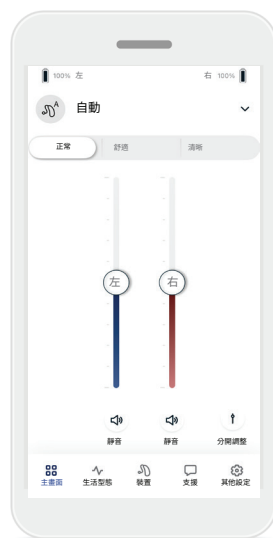 100% 左 右 100%
A 自動
正常 舒適 清晰
左 右
靜音 靜音 分開調整
主畫面 生活型態 裝置 支援 其他設定